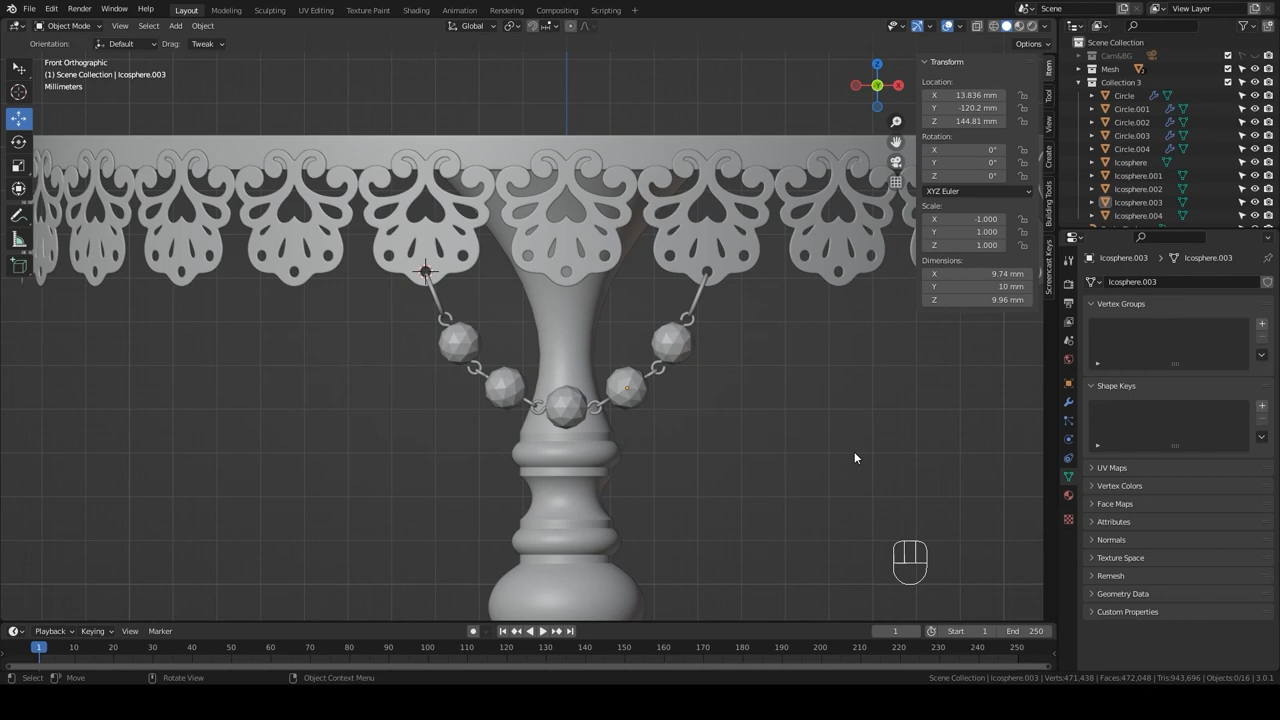 File Edit Render Window Help Layout Modeling Sculpting UV Editing Texture Paint Shading Animation Rendering Compositing Scripting + Scene View Layer
Object Mode View Select Add Object Global
Orientation: Default Drag: Tweak Options
Front Orthographic
(1) Scene Collection | Icosphere.003
Millimeters
Z
Y
X
Transform
Location:
X 13.836 mm
Y -120.2 mm
Z 144.81 mm
Rotation:
X 0°
Y 0°
Z 0°
XYZ Euler
Scale:
X -1.000
Y 1.000
Z 1.000
Dimensions:
X 9.74 mm
Y 10 mm
Z 9.96 mm
Item
Tool
View
Create
Building Tools
Screencast Keys
Scene Collection
Cam&BG
Mesh
Collection 3
Circle
Circle.001
Circle.002
Circle.003
Circle.004
Icosphere
Icosphere.001
Icosphere.002
Icosphere.003
Icosphere.004
Icosphere.003 Icosphere.003
Icosphere.003
Vertex Groups
Shape Keys
UV Maps
Vertex Colors
Face Maps
Attributes
Normals
Texture Space
Remesh
Geometry Data
Custom Properties
Playback Keying View Marker 1 Start 1 End 250
1 10 20 30 40 50 60 70 80 90 100 110 120 130 140 150 160 170 180 190 200 210 220 230 240 250
Select Move Rotate View Object Context Menu Scene Collection | Icosphere.003 | Verts:471,438 | Faces:472,048 | Tris:943,696 | Objects:0/16 | 3.0.1